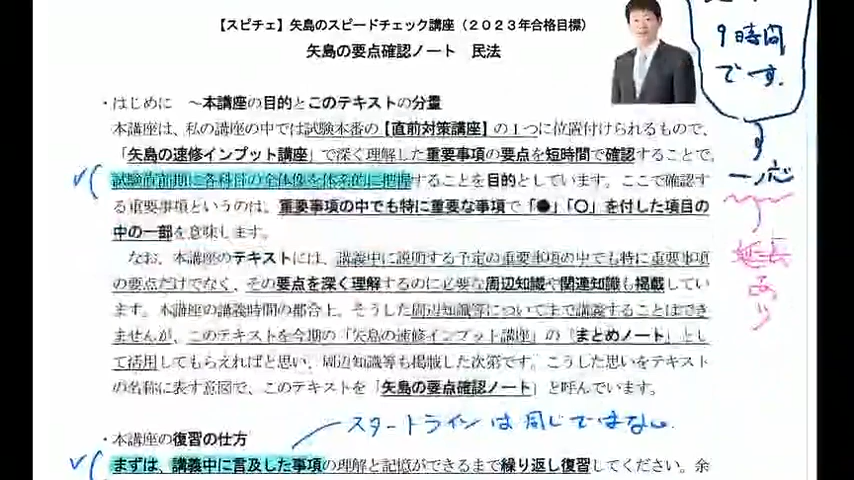 【スピチェ】矢島のスピードチェック講座（2023年合格目標）
矢島の要点確認ノート　民法
9時間
です.
一応
延長
あり
・はじめに　～本講座の目的とこのテキストの分量
本講座は、私の講座の中では試験本番の【直前対策講座】の1つに位置付けられるもので、
「矢島の速修インプット講座」で深く理解した重要事項の要点を短時間で確認することで、
試験直前期に各科目の全体像を体系的に把握することを目的としています。ここで確認す
る重要事項というのは、重要事項の中でも特に重要な事項で「●」「○」を付した項目の
中の一部を意味します。
なお、本講座のテキストには、講義中に説明する予定の重要事項の中でも特に重要事項
の要点だけでなく、その要点を深く理解するのに必要な周辺知識や関連知識も掲載してい
ます。本講座の講義時間の都合上、そうした周辺知識等についてまで講義することはでき
ませんが、このテキストを今期の「矢島の速修インプット講座」の「まとめノート」とし
て活用してもらえればと思い、周辺知識等も掲載した次第です。こうした思いをテキスト
の名称に表す意図で、このテキストを「矢島の要点確認ノート」と呼んでいます。
スタートラインは同じではない.
・本講座の復習の仕方
まずは、講義中に言及した事項の理解と記憶ができるまで繰り返し復習してください。余